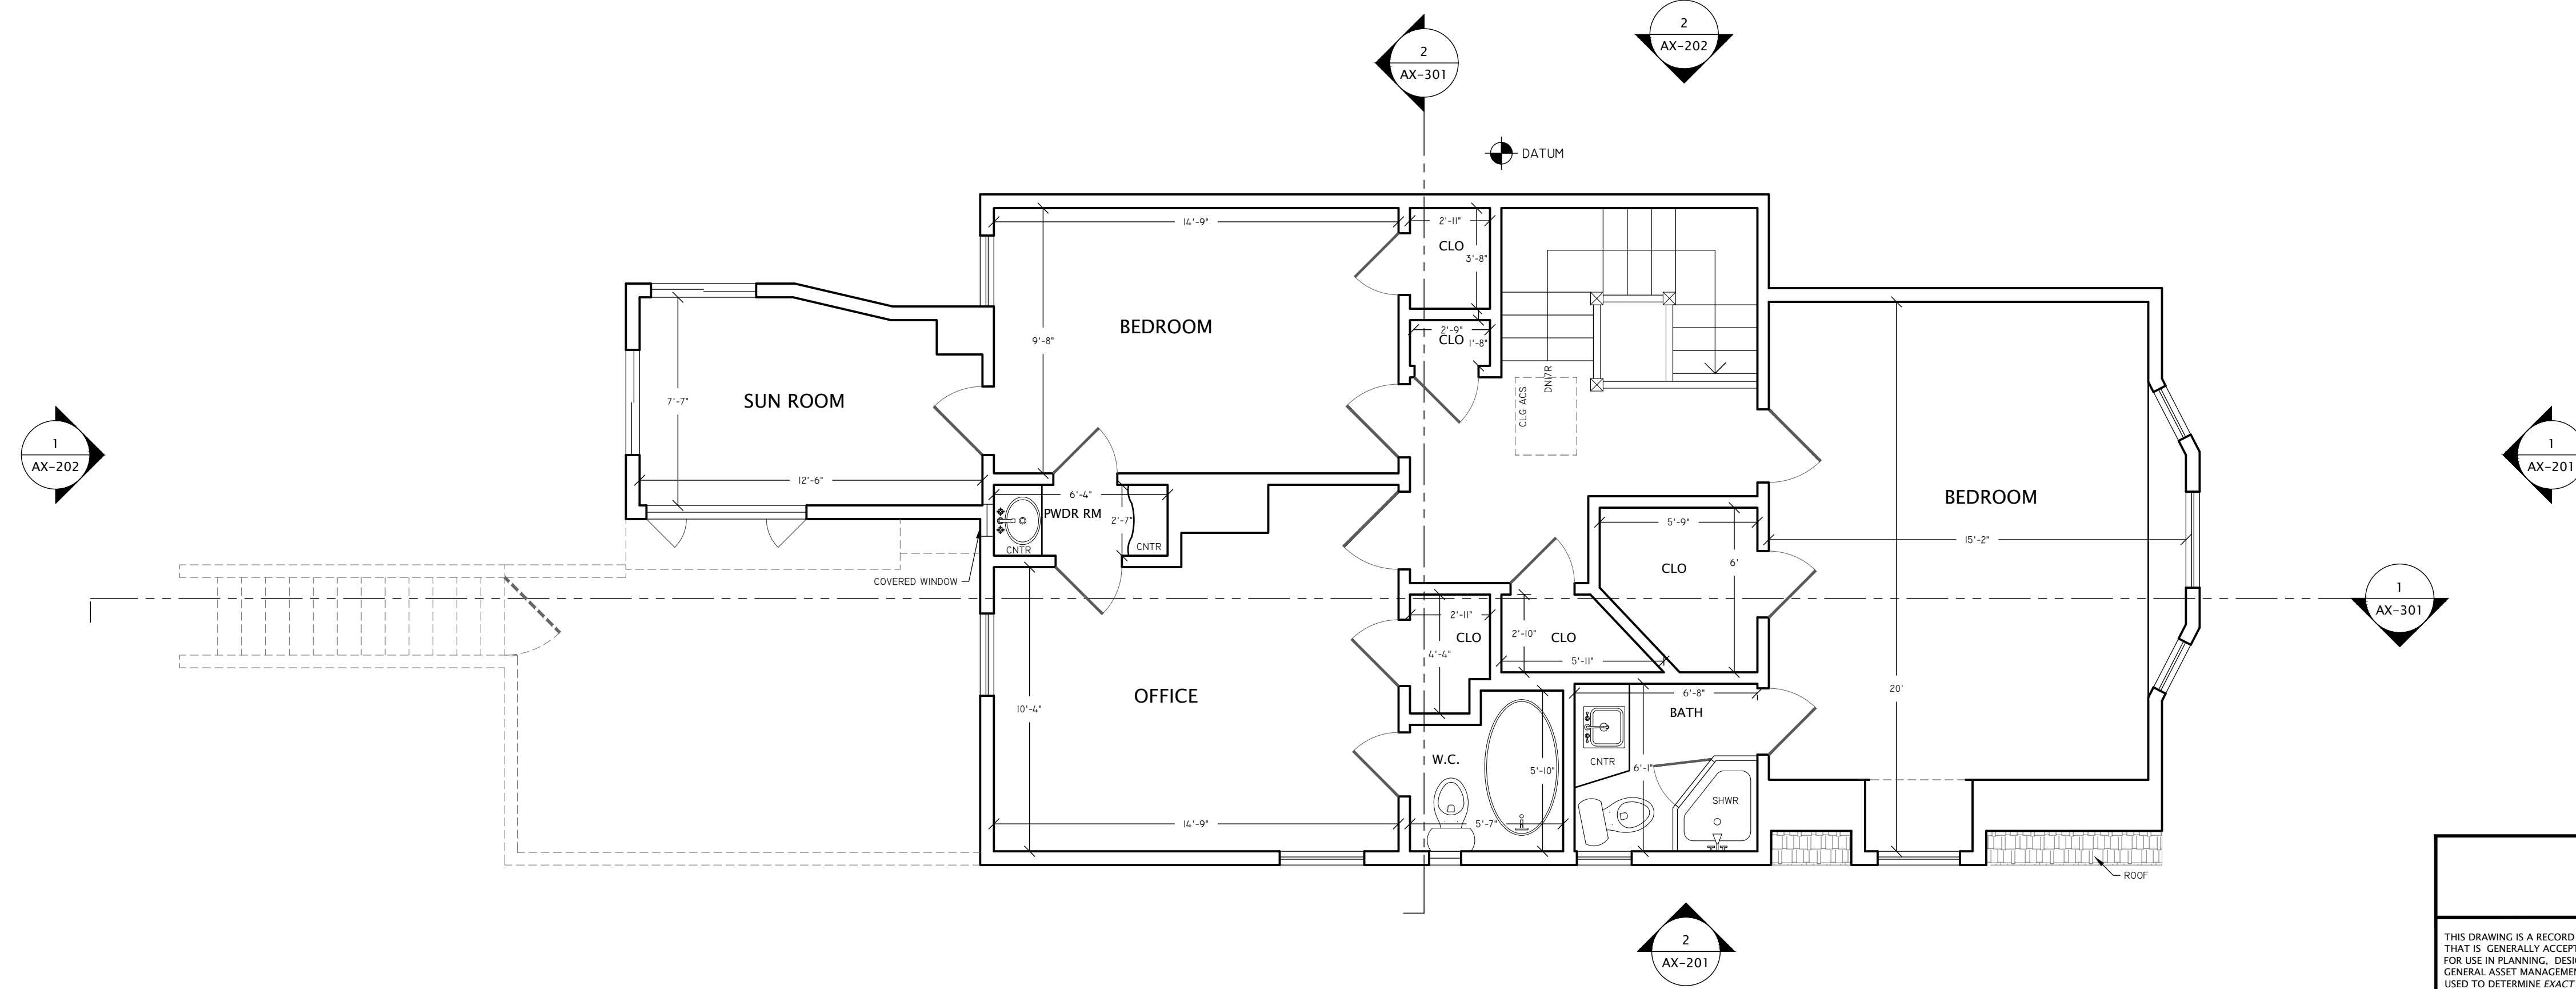 2
AX-202
2
AX-301
DATUM
14'-9"
2'-11"
CLO
3'-8"
BEDROOM
9'-8"
2'-9"
CLO
1'-8"
DN
CLG ACS
SUN ROOM
7'-7"
12'-6"
1
AX-202
1
AX-201
BEDROOM
15'-2"
20'
6'-4"
PWDR RM
2'-7"
CNTR
CNTR
COVERED WINDOW
5'-9"
CLO
6'
1
AX-301
2'-11"
CLO
4'-4"
2'-10"
CLO
5'-11"
OFFICE
10'-4"
14'-9"
6'-8"
BATH
W.C.
5'-10"
5'-7"
CNTR
6'-1"
SHWR
ROOF
2
AX-201
THIS DRAWING IS A RECORD
THAT IS GENERALLY
FOR USE IN PLANNING,
GENERAL ASSET
USED TO DETERMINE EXACT